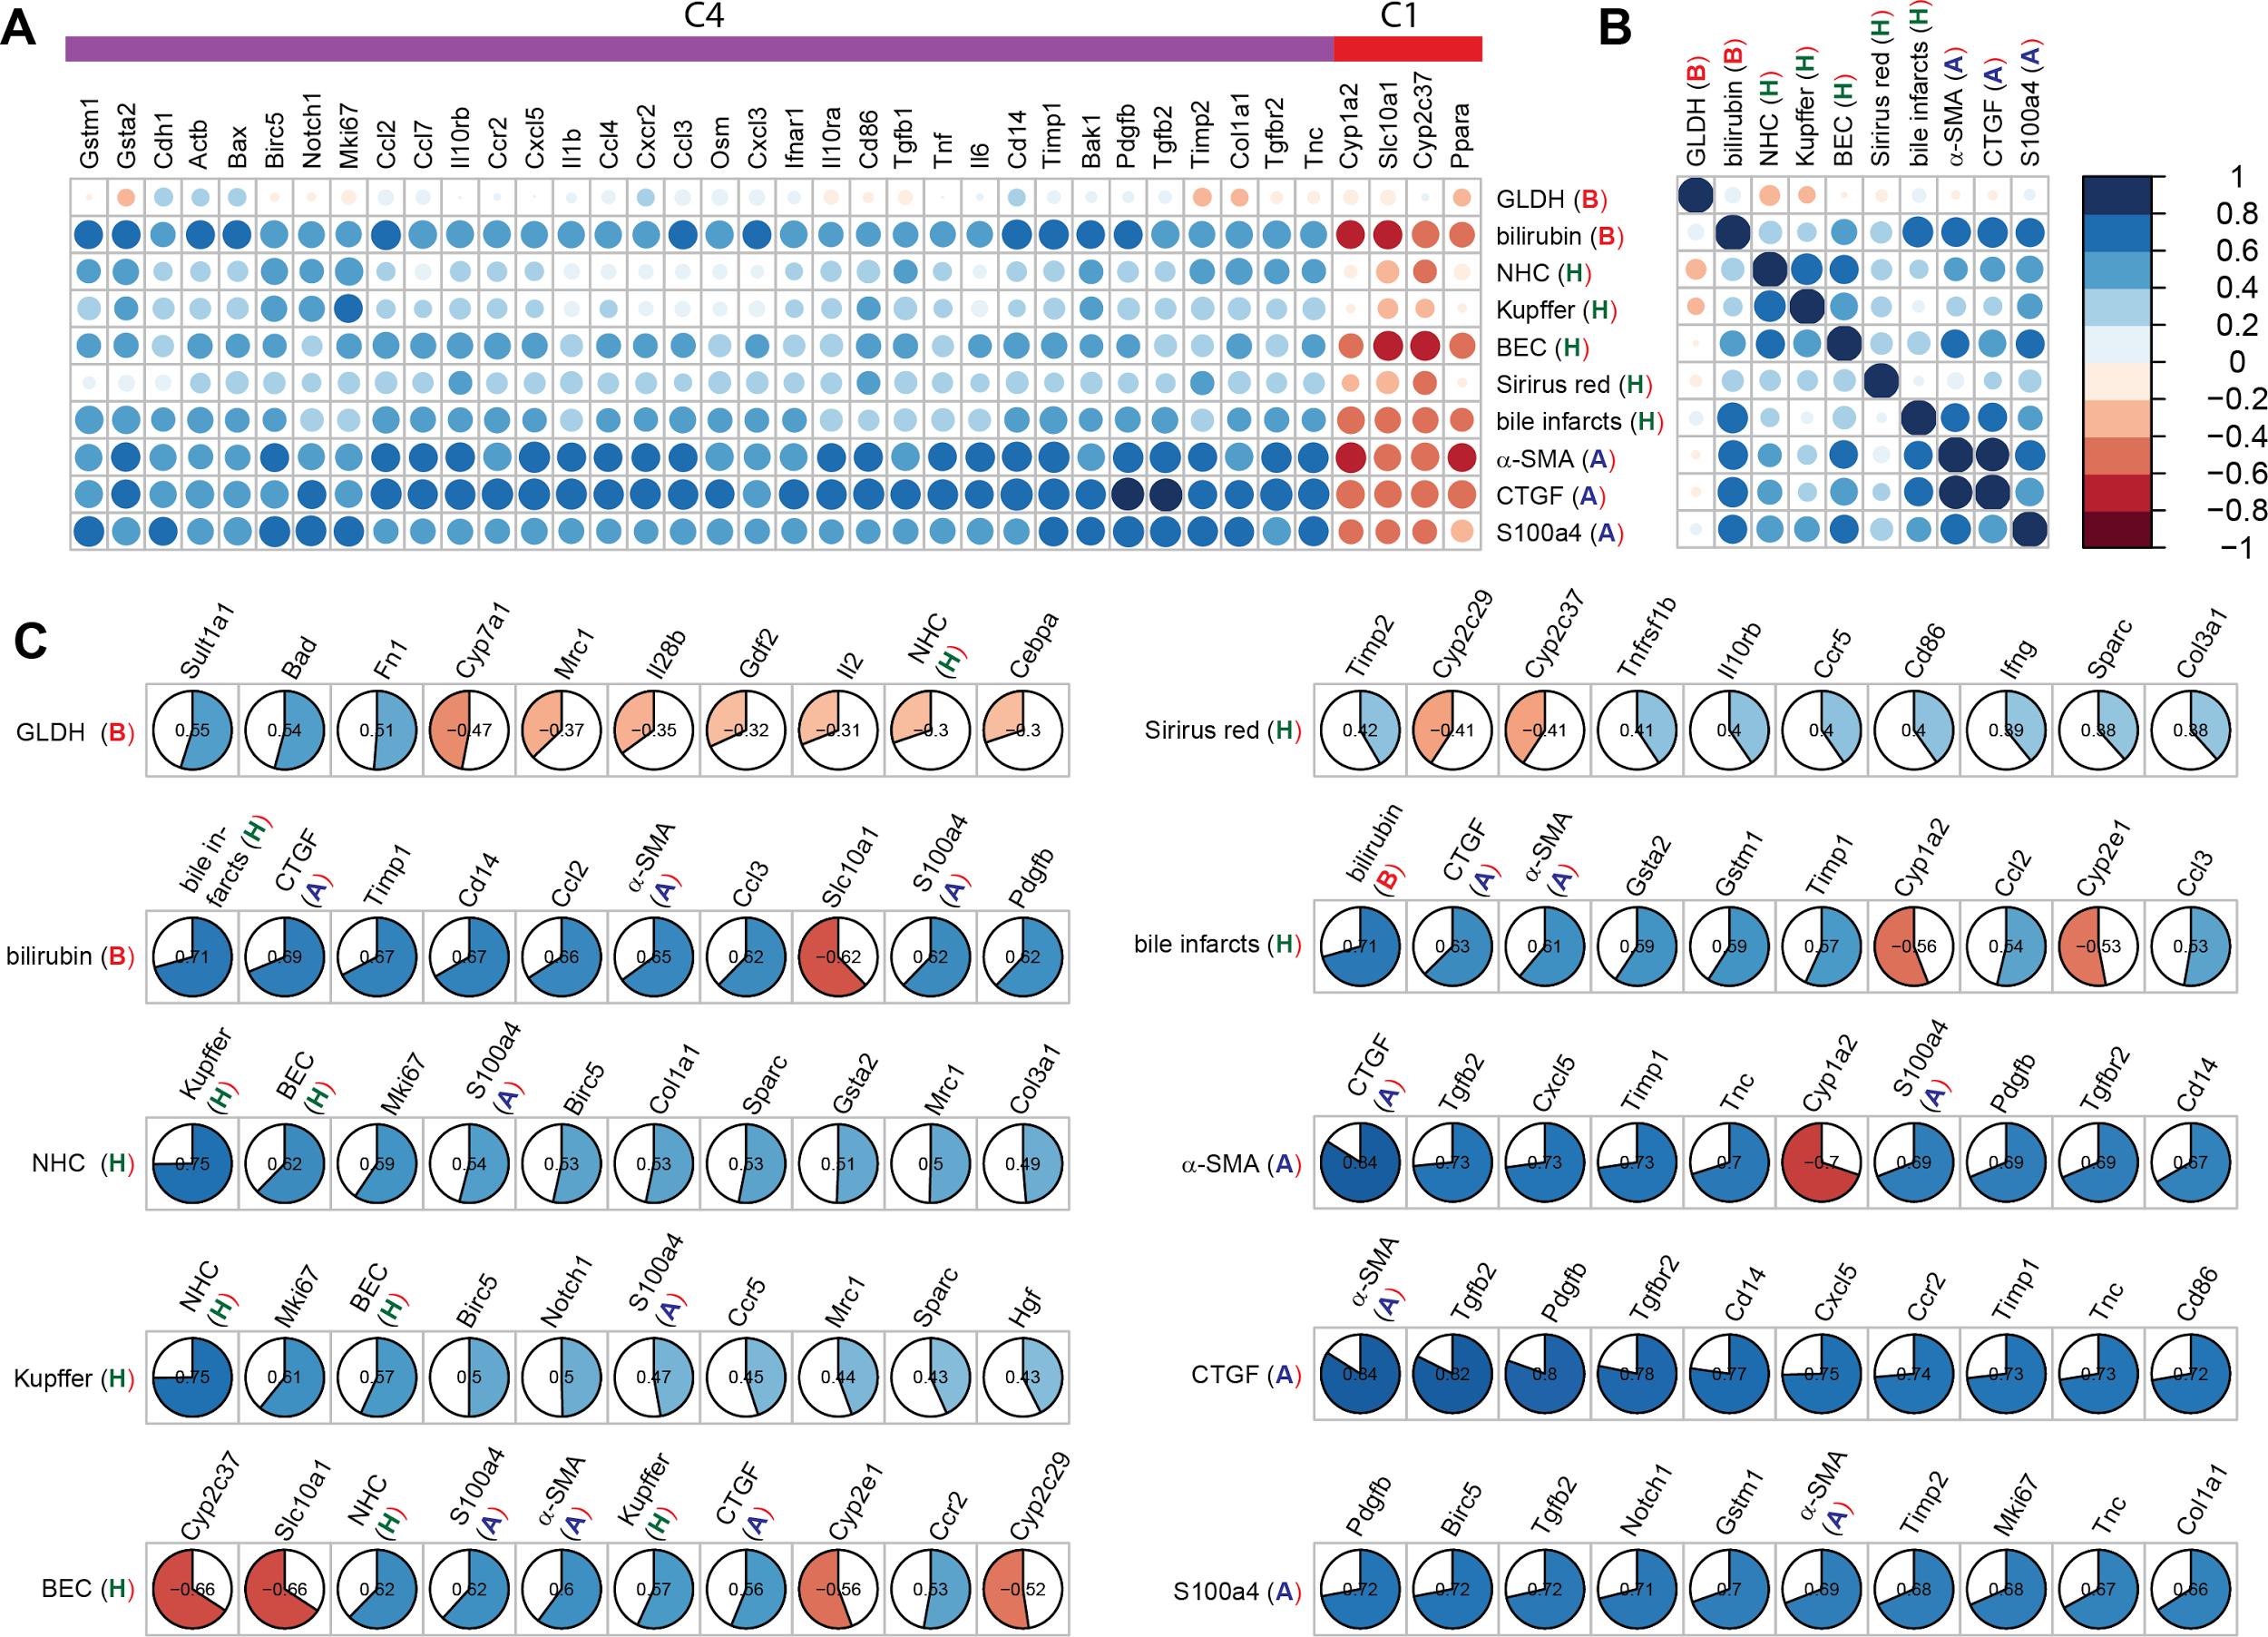 A
C4
C1
B
Gstm1 Gsta2 Cdh1 Actb Bax Birc5 Notch1 Mki67 Ccl2 Ccl7 Il10rb Ccr2 Cxcl5 Il1b Ccl4 Cxcr2 Ccl3 Osm Cxcl3 Ifnar1 Il10ra Cd86 Tgfb1 Tnf Il6 Cd14 Timp1 Bak1 Pdgfb Tgfb2 Timp2 Col1a1 Tgfbr2 Tnc Cyp1a2 Slc10a1 Cyp2c37 Ppara
GLDH (B)
bilirubin (B)
NHC (H)
Kupffer (H)
BEC (H)
Sirirus red (H)
bile infarcts (H)
α-SMA (A)
CTGF (A)
S100a4 (A)
GLDH (B) bilirubin (B) NHC (H) Kupffer (H) BEC (H) Sirirus red (H) bile infarcts (H) α-SMA (A) CTGF (A) S100a4 (A)
1
0.8
0.6
0.4
0.2
0
−0.2
−0.4
−0.6
−0.8
−1
C
Sult1a1 Bad Fn1 Cyp7a1 Mrc1 Il28b Gdf2 Il2 NHC (H) Cebpa
GLDH (B) 0.55 0.54 0.51 −0.47 −0.37 −0.35 −0.32 −0.31 −0.3 −0.3
bile in-
farcts (H) CTGF (A) Timp1 Cd14 Ccl2 α-SMA (A) Ccl3 Slc10a1 S100a4 (A) Pdgfb
bilirubin (B) 0.71 0.69 0.67 0.67 0.66 0.65 0.62 −0.62 0.62 0.62
Kupffer (H) BEC (H) Mki67 S100a4 (A) Birc5 Col1a1 Sparc Gsta2 Mrc1 Col3a1
NHC (H) 0.75 0.62 0.59 0.54 0.53 0.53 0.53 0.51 0.5 0.49
NHC (H) Mki67 BEC (H) Birc5 Notch1 S100a4 (A) Ccr5 Mrc1 Sparc Hgf
Kupffer (H) 0.75 0.61 0.57 0.5 0.5 0.47 0.45 0.44 0.43 0.43
Cyp2c37 Slc10a1 NHC (H) S100a4 (A) α-SMA (A) Kupffer (H) CTGF (A) Cyp2e1 Ccr2 Cyp2c29
BEC (H) −0.66 −0.66 0.62 0.62 0.6 0.57 0.56 −0.56 0.53 −0.52
Timp2 Cyp2c29 Cyp2c37 Tnfrsf1b Il10rb Ccr5 Cd86 Ifng Sparc Col3a1
Sirirus red (H) 0.42 −0.41 −0.41 0.41 0.4 0.4 0.4 0.39 0.38 0.38
bilirubin (B) CTGF (A) α-SMA (A) Gsta2 Gstm1 Timp1 Cyp1a2 Ccl2 Cyp2e1 Ccl3
bile infarcts (H) 0.71 0.63 0.61 0.59 0.59 0.57 −0.56 0.54 −0.53 0.53
CTGF (A) Tgfb2 Cxcl5 Timp1 Tnc Cyp1a2 S100a4 (A) Pdgfb Tgfbr2 Cd14
α-SMA (A) 0.84 0.73 0.73 0.73 0.7 −0.7 0.69 0.69 0.69 0.67
α-SMA (A) Tgfb2 Pdgfb Tgfbr2 Cd14 Cxcl5 Ccr2 Timp1 Tnc Cd86
CTGF (A) 0.84 0.82 0.8 0.78 0.77 0.75 0.74 0.73 0.73 0.72
Pdgfb Birc5 Tgfb2 Notch1 Gstm1 α-SMA (A) Timp2 Mki67 Tnc Col1a1
S100a4 (A) 0.72 0.72 0.72 0.71 0.7 0.69 0.68 0.68 0.67 0.66